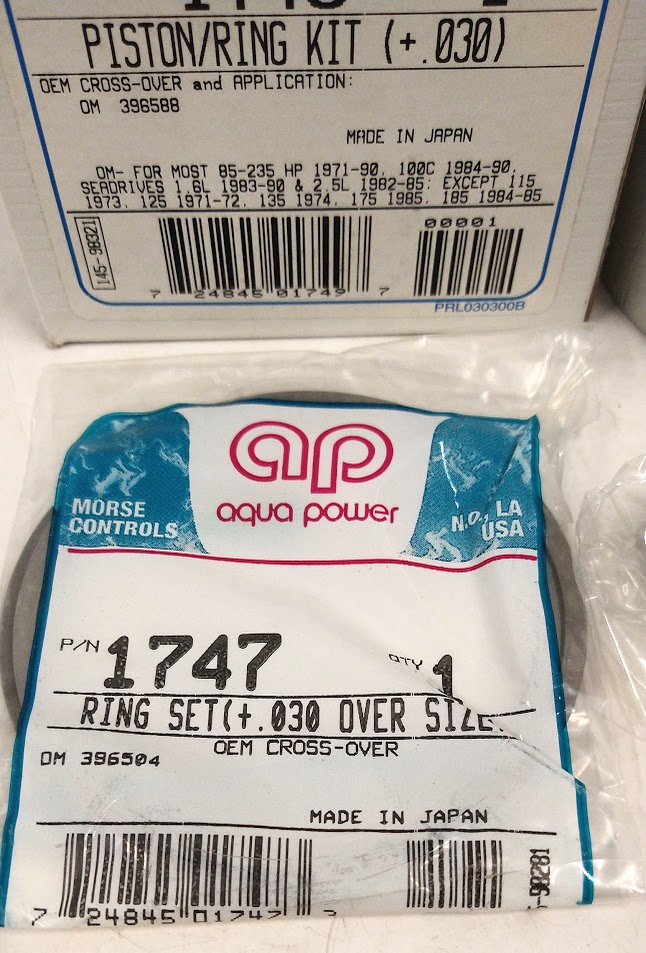 PISTON/RING KIT (+.030)
OEM CROSS-OVER and APPLICATION:
OM 396588
MADE IN JAPAN
OM- FOR MOST 85-235 HP 1971-90, 100C 1984-90,
SEADRIVES 1.6L 1983-90 & 2.5L 1982-85: EXCEPT 115
1973, 125 1971-72, 135 1974, 175 1985, 185 1984-85
145-98321
00001
7 24845 01749 7
PRL030300B
ap
aqua power
MORSE
CONTROLS
N.O., LA
USA
P/N 1747 QTY 1
RING SET(+.030 OVER SIZE
OEM CROSS-OVER
OM 396504
MADE IN JAPAN
7 24845 01747